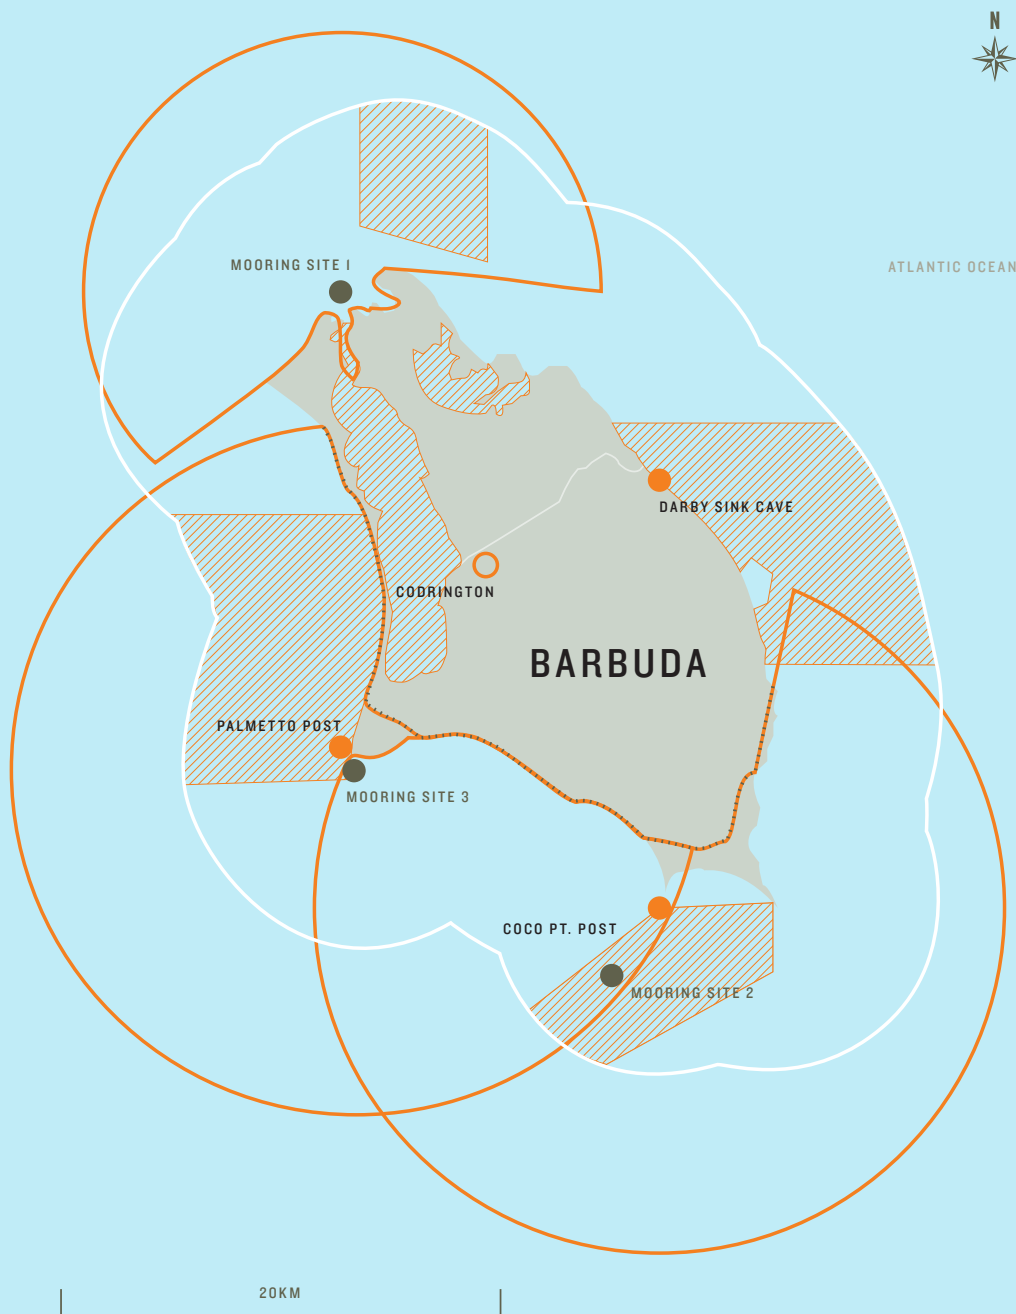 N
MOORING SITE 1
ATLANTIC OCEAN
DARBY SINK CAVE
CODRINGTON
BARBUDA
PALMETTO POST
MOORING SITE 3
COCO PT. POST
MOORING SITE 2
20KM